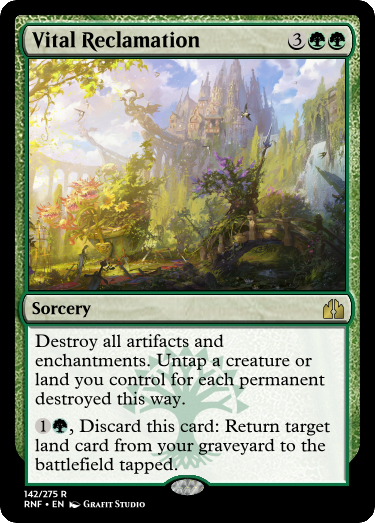 Vital Reclamation 3
Sorcery
Destroy all artifacts and
enchantments. Untap a creature or
land you control for each permanent
destroyed this way.
1, Discard this card: Return target
land card from your graveyard to the
battlefield tapped.
142/275 R
RNF • EN Grafit Studio